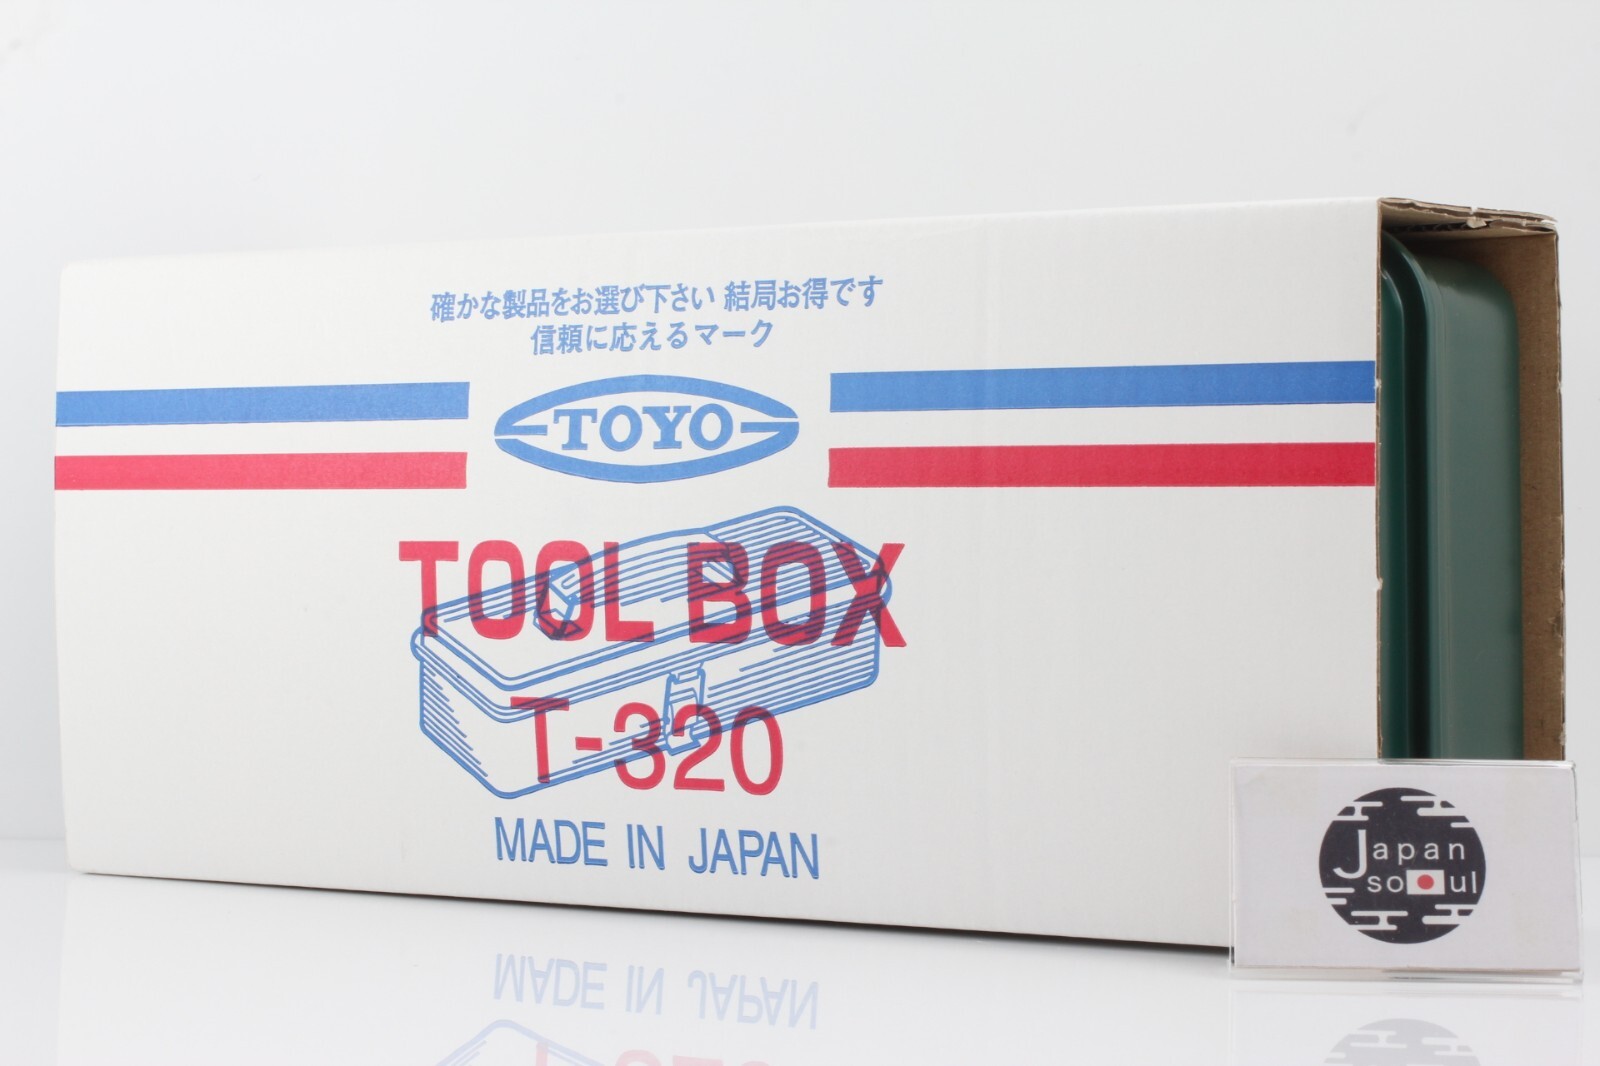 確かな製品をお選び下さい 結局お得です
信頼に応えるマーク
TOYO
TOOL BOX
T-320
MADE IN JAPAN
Japan
soul